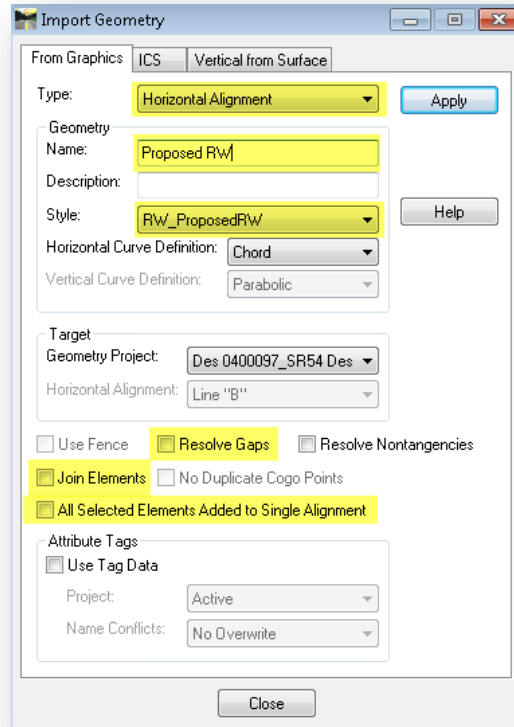 Import Geometry
From Graphics ICS Vertical from Surface
Type: Horizontal Alignment Apply
Geometry
Name: Proposed RW
Description:
Style: RW_ProposedRW Help
Horizontal Curve Definition: Chord
Vertical Curve Definition: Parabolic
Target
Geometry Project: Des 0400097_SR54 Des
Horizontal Alignment: Line "B"
Use Fence Resolve Gaps Resolve Nontangencies
Join Elements No Duplicate Cogo Points
All Selected Elements Added to Single Alignment
Attribute Tags
Use Tag Data
Project: Active
Name Conflicts: No Overwrite
Close